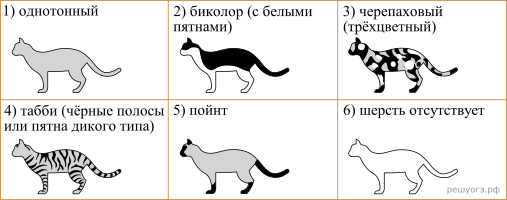 1) однотонный
2) биколор (с белыми
пятнами)
3) черепаховый
(трёхцветный)
4) табби (чёрные полосы
или пятна дикого типа)
5) пойнт
6) шерсть отсутствует
решуогэ.рф